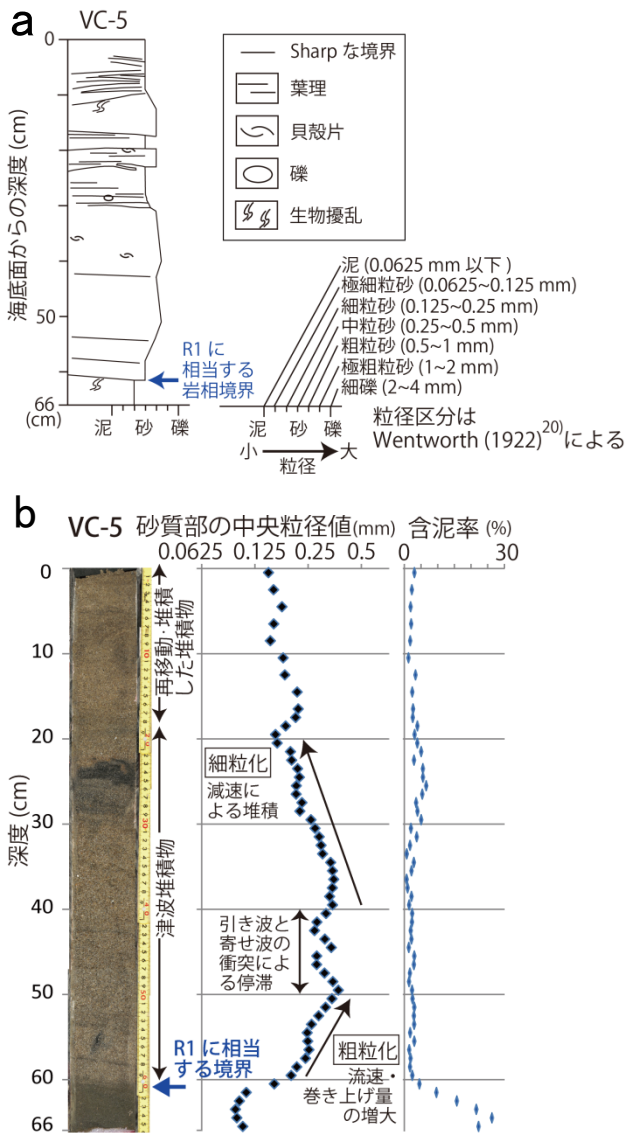 a
VC-5
0
50
66
(cm)
海底面からの深度 (cm)
泥 砂 礫
R1 に
相当する
岩相境界
Sharp な境界
葉理
貝殻片
礫
生物擾乱
泥 (0.0625 mm 以下 )
極細粒砂 (0.0625~0.125 mm)
細粒砂 (0.125~0.25 mm)
中粒砂 (0.25~0.5 mm)
粗粒砂 (0.5~1 mm)
極粗粒砂 (1~2 mm)
細礫 (2~4 mm)
泥 砂 礫
小 大
粒径
粒径区分は
Wentworth (1922)20)による
b
VC-5 砂質部の中央粒径値(mm) 含泥率 (%)
0.0625 0.125 0.25 0.5 0 30
0
10
20
30
40
50
60
66
深度 (cm)
再移動・堆積
した堆積物
津波堆積物
細粒化
減速に
よる堆積
引き波と
寄せ波の
衝突によ
る停滞
粗粒化
流速・
巻き上げ量
の増大
R1 に相当
する境界